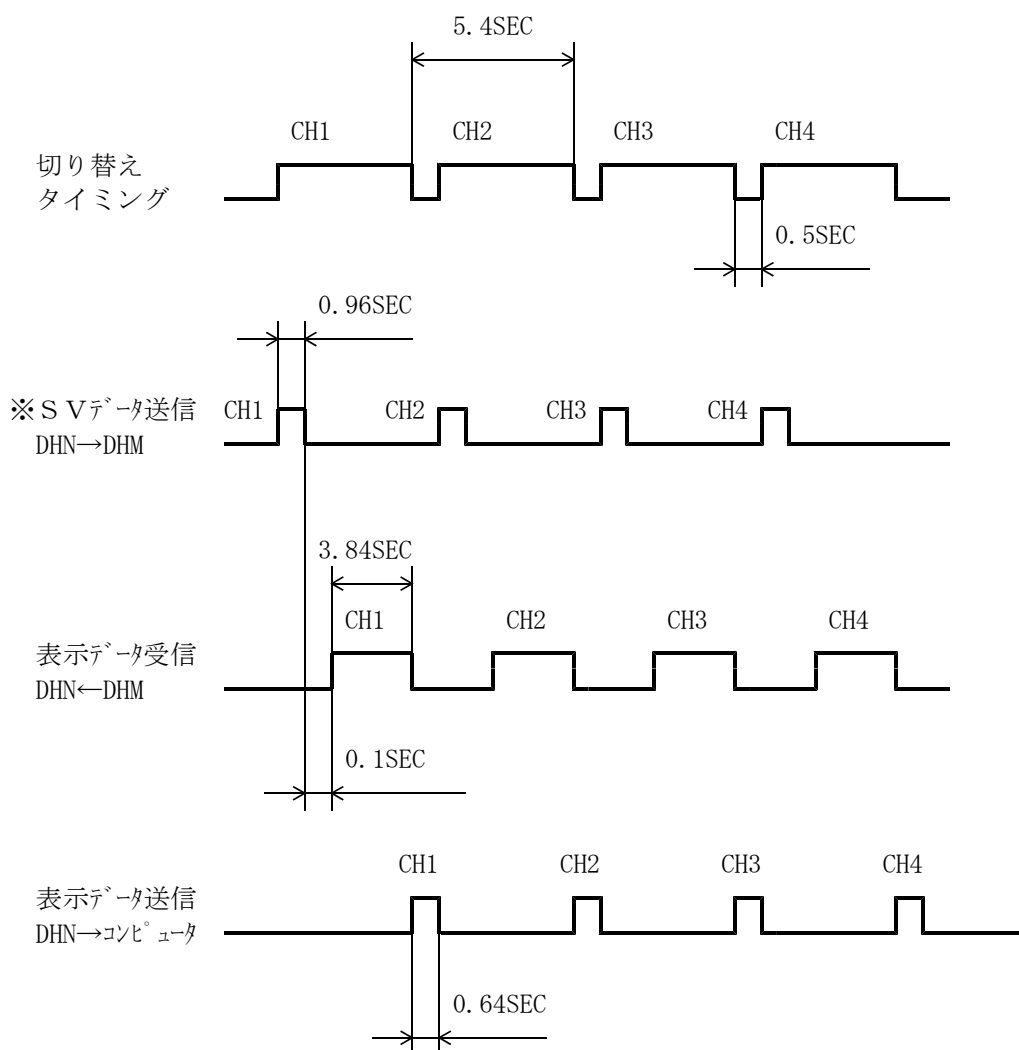 5.4SEC
CH1 CH2 CH3 CH4
切り替え
タイミング
0.5SEC
0.96SEC
※ＳＶﾃﾞｰﾀ送信 CH1 CH2 CH3 CH4
DHN→DHM
3.84SEC
CH1 CH2 CH3 CH4
表示ﾃﾞｰﾀ受信
DHN←DHM
0.1SEC
CH1 CH2 CH3 CH4
表示ﾃﾞｰﾀ送信
DHN→ｺﾝﾋﾟｭｰﾀ
0.64SEC